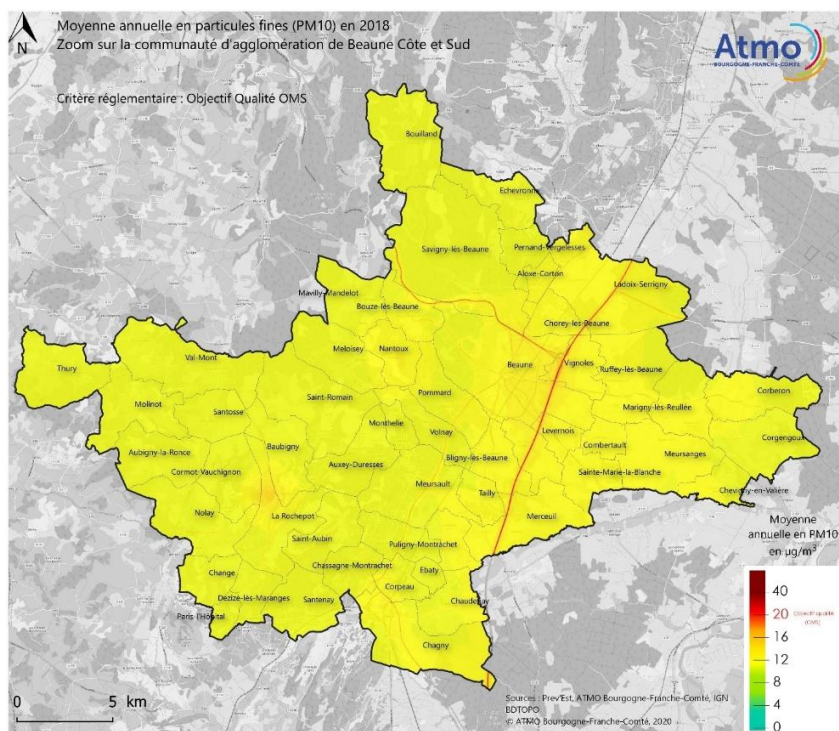 Moyenne annuelle en particules fines (PM10) en 2018
Zoom sur la communauté d'agglomération de Beaune Côte et Sud
N
Atmo
BOURGOGNE-FRANCHE-COMTÉ
Critère réglementaire : Objectif Qualité OMS
Bouilland
Echevronne
Savigny-lès-Beaune
Pernand-Vergelesses
Aloxe-Corton
Ladoix-Serrigny
Mavilly-Mandelot
Bouze-lès-Beaune
Chorey-lès-Beaune
Meloisey
Nantoux
Val-Mont
Thury
Beaune
Vignoles
Ruffey-lès-Beaune
Corberon
Molinot
Santosse
Saint-Romain
Pommard
Marigny-lès-Reullée
Monthelie
Volnay
Levernois
Corgengoux
Aubigny-la-Ronce
Baubigny
Combertault
Meursanges
Cormot-Vauchignon
Auxey-Duresses
Bligny-lès-Beaune
Sainte-Marie-la-Blanche
Meursault
Tailly
Chevigny-en-Valière
Nolay
La Rochepot
Merceuil
Saint-Aubin
Puligny-Montrachet
Change
Chassagne-Montrachet
Ebaty
Corpeau
Dezize-lès-Maranges
Santenay
Chaudenay
Paris-l'Hôpital
Chagny
Moyenne
annuelle en PM10
en µg/m³
40
20 Objectif qualité
(OMS)
16
12
8
4
0
0 5 km
Sources : Prev'Est, ATMO Bourgogne-Franche-Comté, IGN
BDTOPO
© ATMO Bourgogne-Franche-Comté, 2020